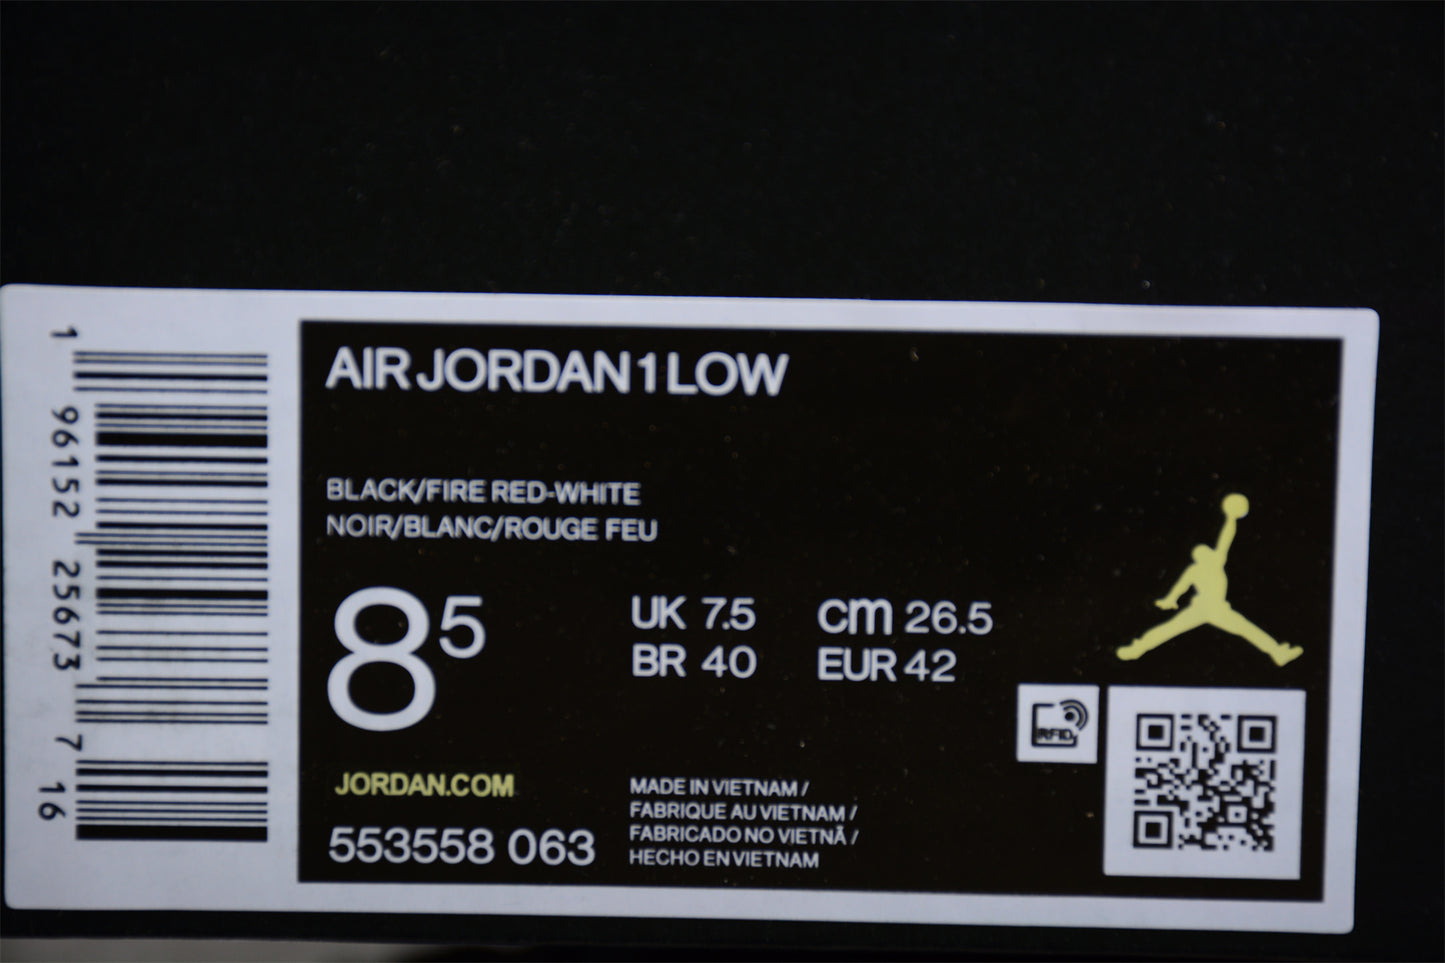 1 96152 25673 7 16
AIR JORDAN 1 LOW
BLACK/FIRE RED-WHITE
NOIR/BLANC/ROUGE FEU
8 5
UK 7.5 cm 26.5
BR 40 EUR 42
RFID
JORDAN.COM
553558 063
MADE IN VIETNAM /
FABRIQUE AU VIETNAM /
FABRICADO NO VIETNÃ /
HECHO EN VIETNAM